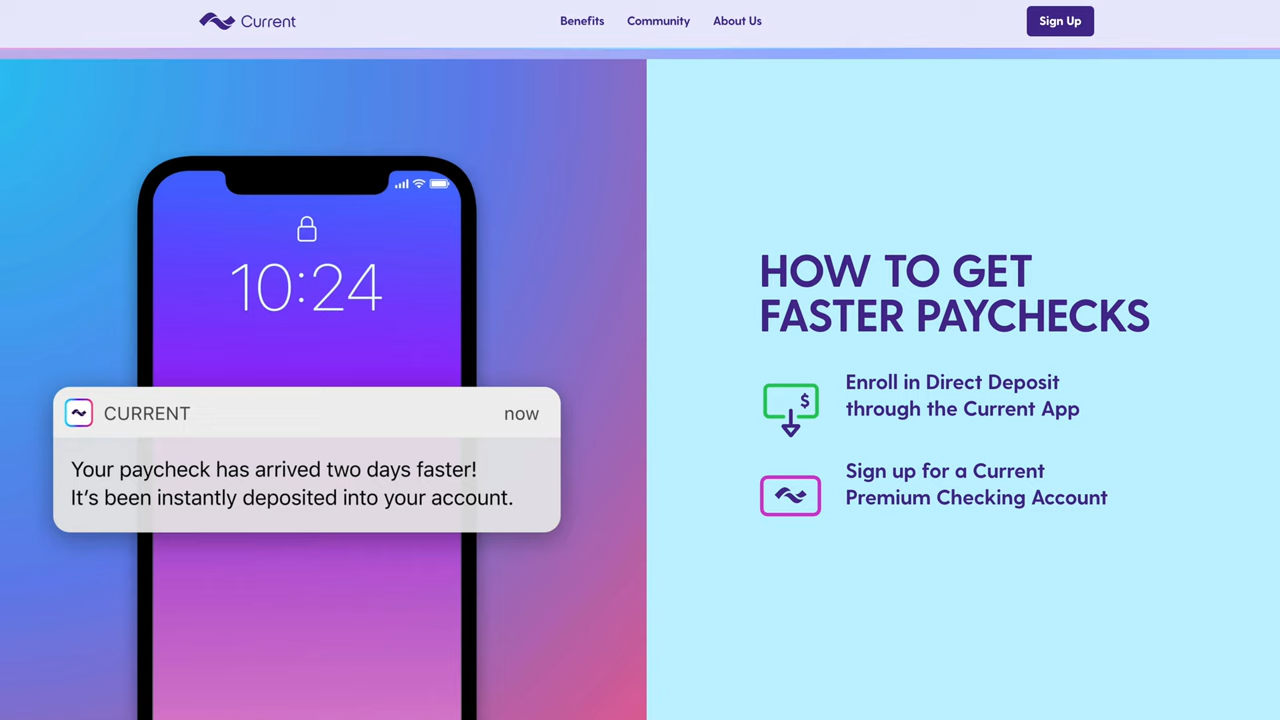 Current
Benefits
Community
About Us
Sign Up
10:24
CURRENT
now
Your paycheck has arrived two days faster!
It's been instantly deposited into your account.
HOW TO GET
FASTER PAYCHECKS
$
Enroll in Direct Deposit
through the Current App
Sign up for a Current
Premium Checking Account